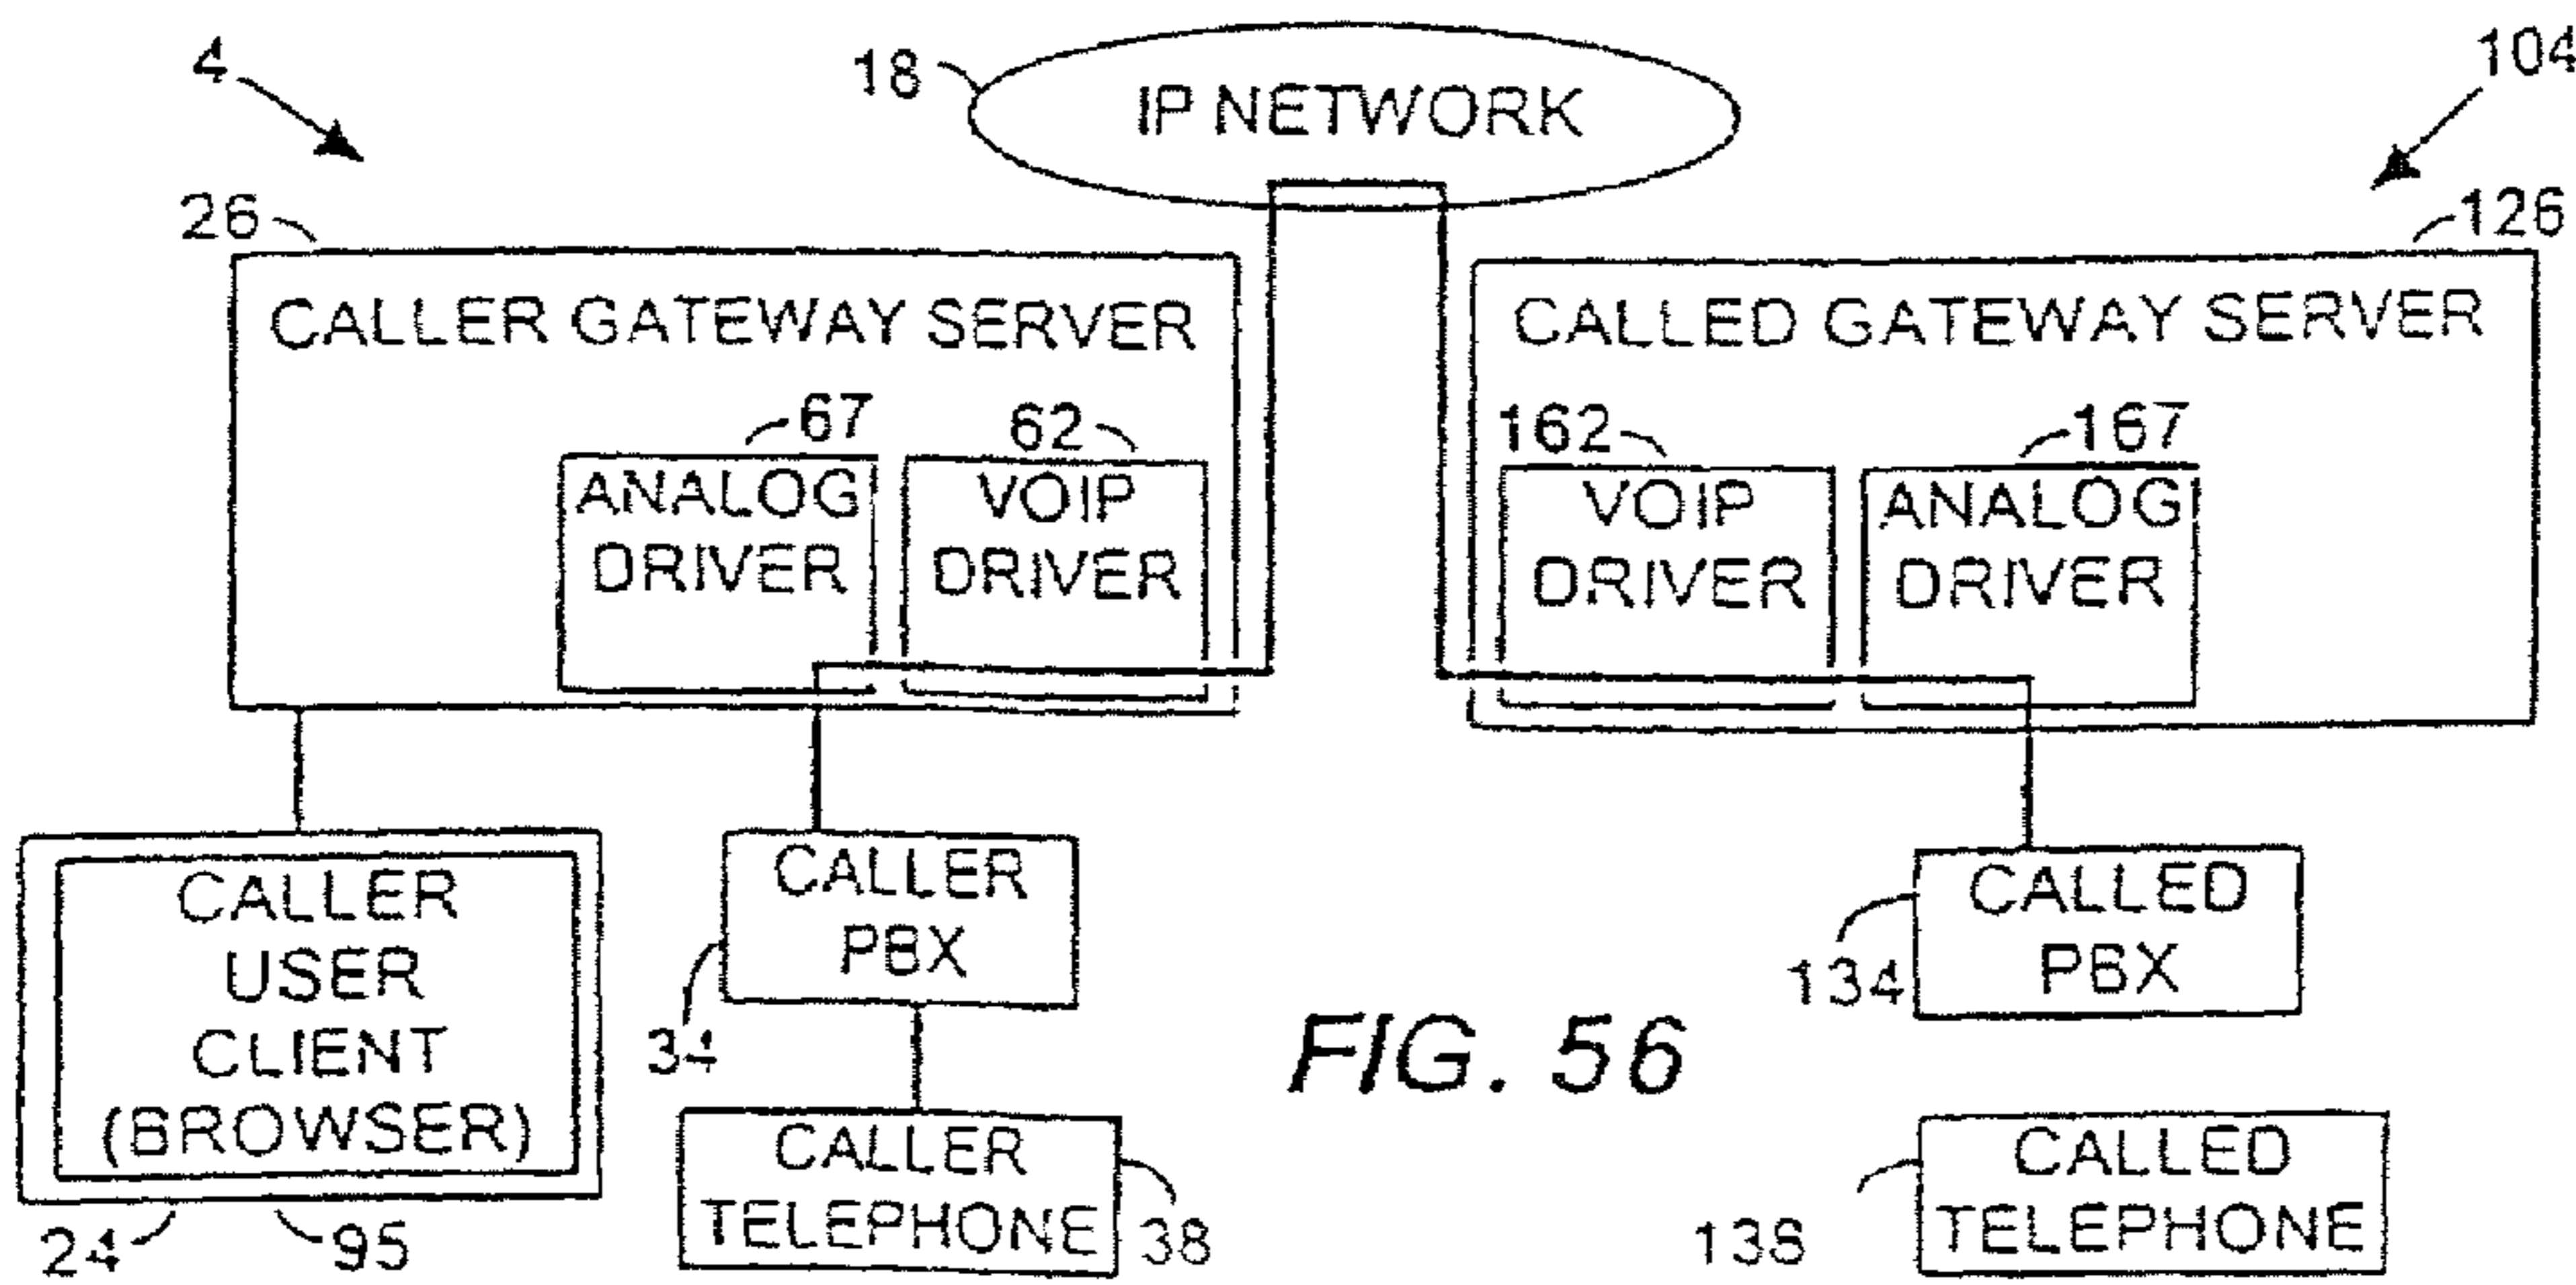 4
18
IP NETWORK
104
26
126
CALLER GATEWAY SERVER
CALLED GATEWAY SERVER
67
62
162
167
ANALOG
DRIVER
VOIP
DRIVER
VOIP
DRIVER
ANALOG
DRIVER
CALLER
USER
CLIENT
(BROWSER)
24
95
CALLER
PBX
34
CALLED
PBX
134
FIG. 56
CALLER
TELEPHONE
38
CALLED
TELEPHONE
138